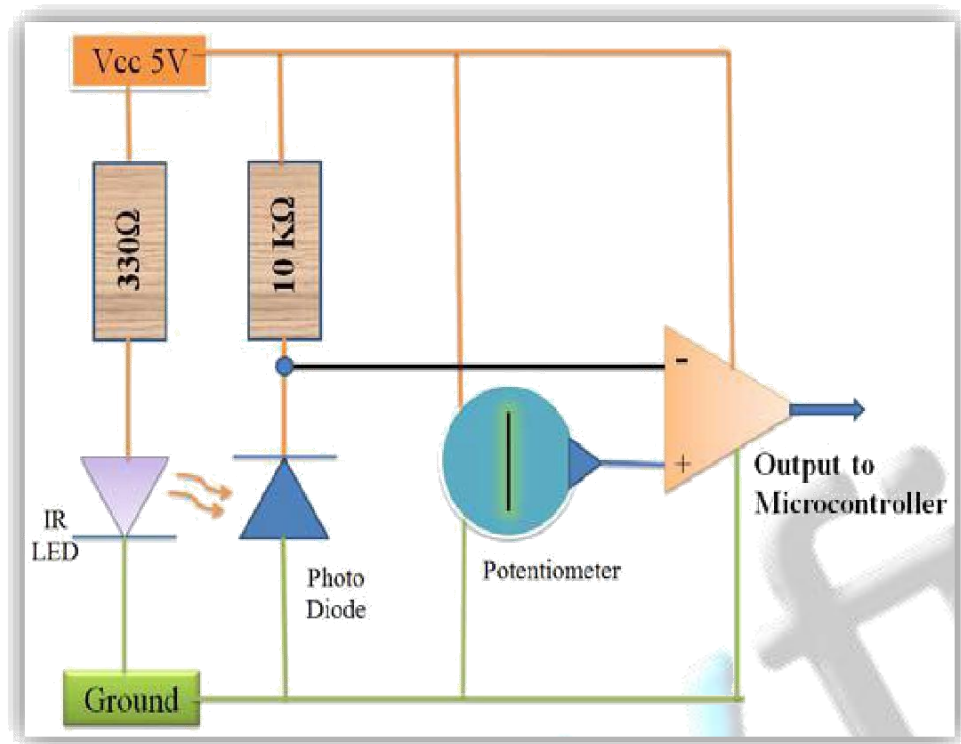 Vcc 5V
330Ω
10 KΩ
-
+
IR
LED
Photo
Diode
Potentiometer
Output to
Microcontroller
Ground